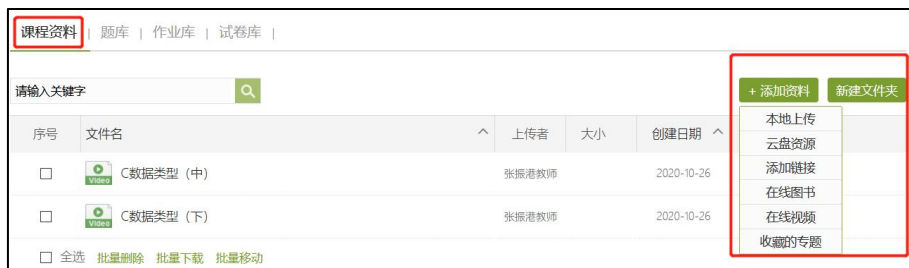 课程资料 | 题库 | 作业库 | 试卷库 |
请输入关键字
+ 添加资料 新建文件夹
本地上传
云盘资源
添加链接
在线图书
在线视频
收藏的专题
序号 文件名 上传者 大小 创建日期
Video C数据类型（中） 张振港教师 2020-10-26
Video C数据类型（下） 张振港教师 2020-10-26
全选 批量删除 批量下载 批量移动